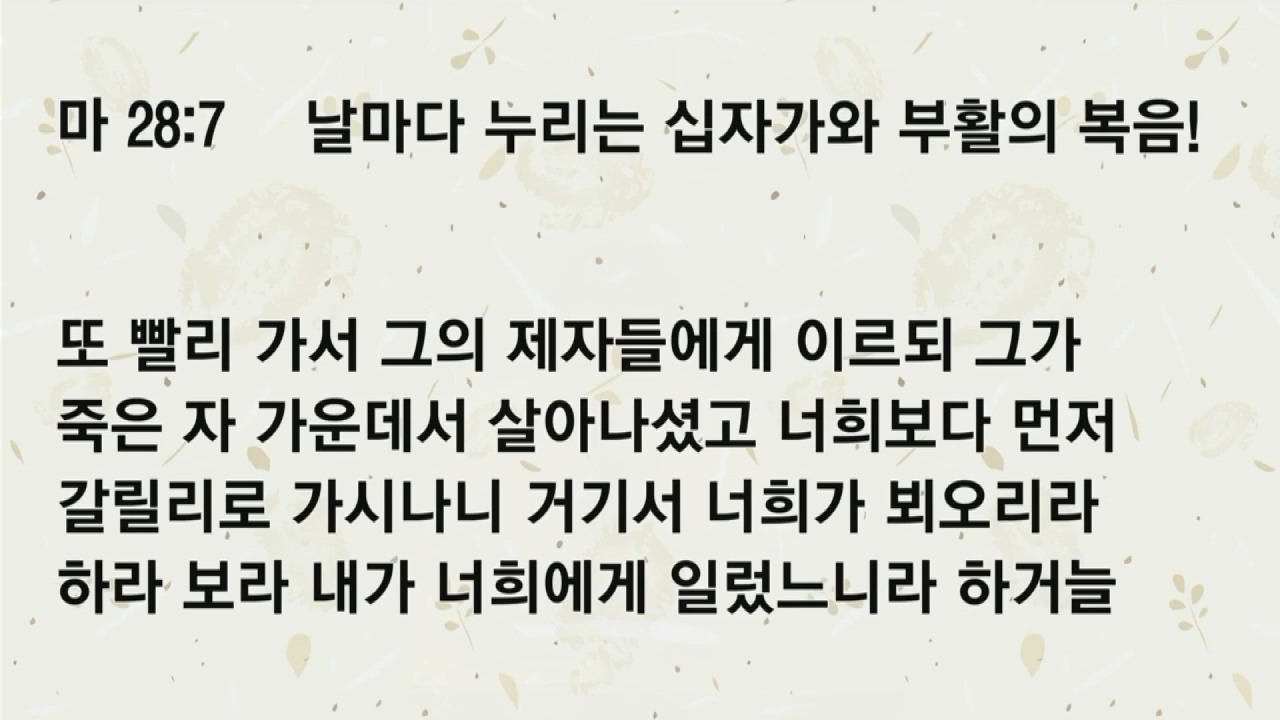 마 28:7 날마다 누리는 십자가와 부활의 복음!
또 빨리 가서 그의 제자들에게 이르되 그가
죽은 자 가운데서 살아나셨고 너희보다 먼저
갈릴리로 가시나니 거기서 너희가 뵈오리라
하라 보라 내가 너희에게 일렀느니라 하거늘